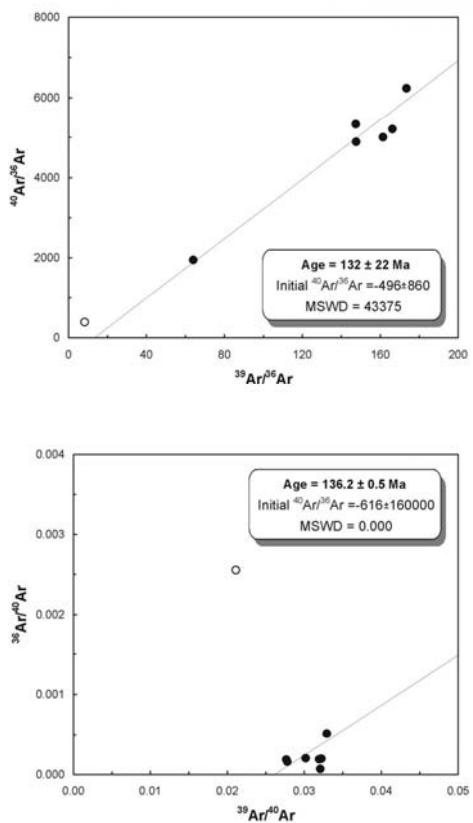 8000
6000
4000
2000
0
⁴⁰Ar/³⁶Ar
Age = 132 ± 22 Ma
Initial ⁴⁰Ar/³⁶Ar =-496±860
MSWD = 43375
0 40 80 120 160 200
³⁹Ar/³⁶Ar
0.004
0.003
0.002
0.001
0.000
³⁶Ar/⁴⁰Ar
Age = 136.2 ± 0.5 Ma
Initial ⁴⁰Ar/³⁶Ar =-616±160000
MSWD = 0.000
0.00 0.01 0.02 0.03 0.04 0.05
³⁹Ar/⁴⁰Ar